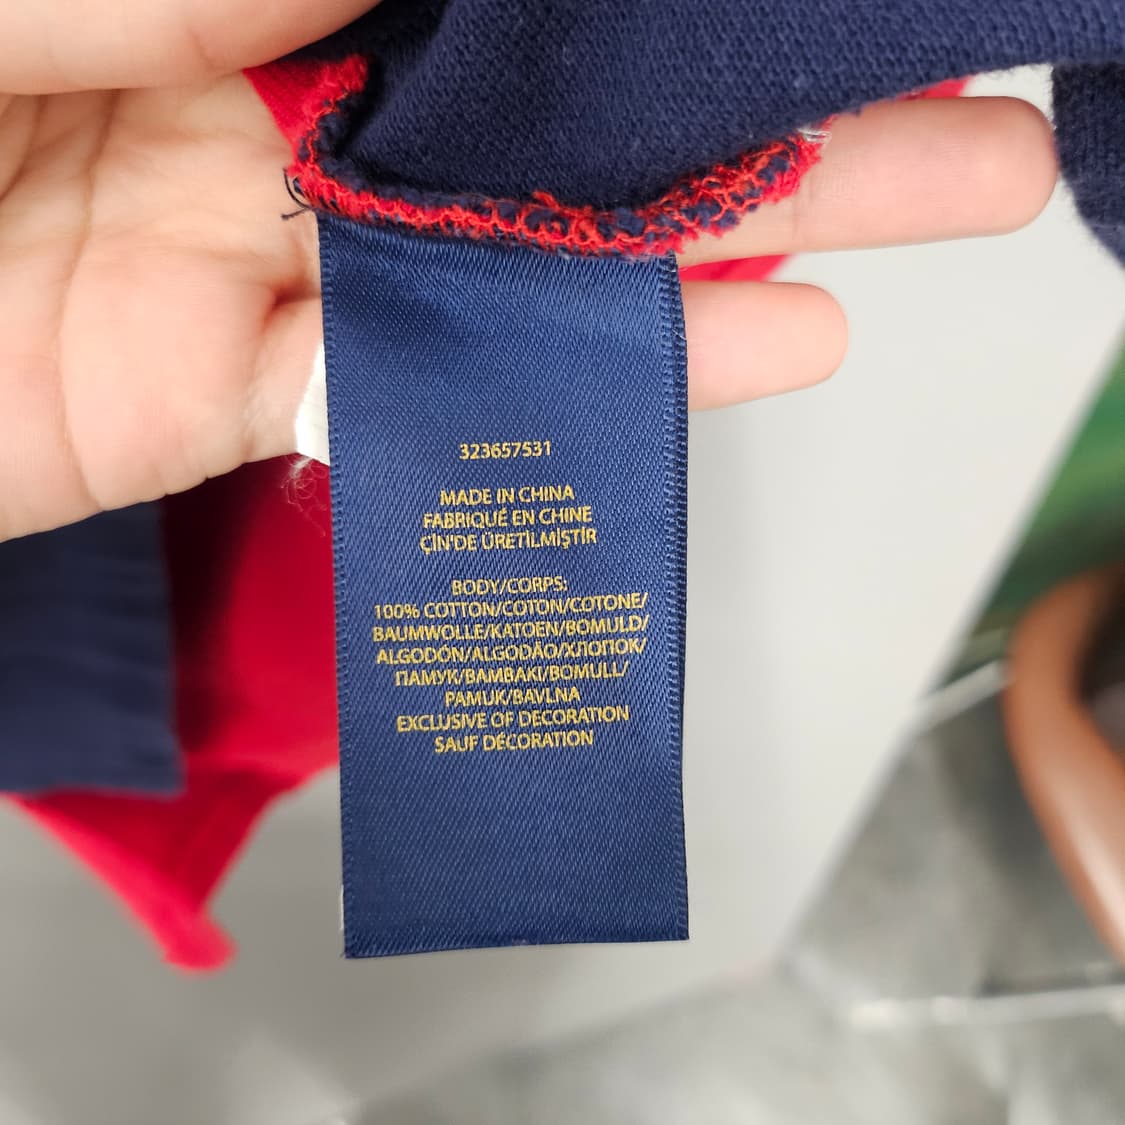 323657531
MADE IN CHINA
FABRIQUÉ EN CHINE
ÇİN'DE ÜRETİLMİŞTİR
BODY/CORPS:
100% COTTON/COTON/COTONE/
BAUMWOLLE/KATOEN/BOMULD/
ALGODÓN/ALGODÃO/ХЛОПОК/
ПАМУК/ΒΑΜΒΑΚΙ/BOMULL/
PAMUK/BAVLNA
EXCLUSIVE OF DECORATION
SAUF DÉCORATION